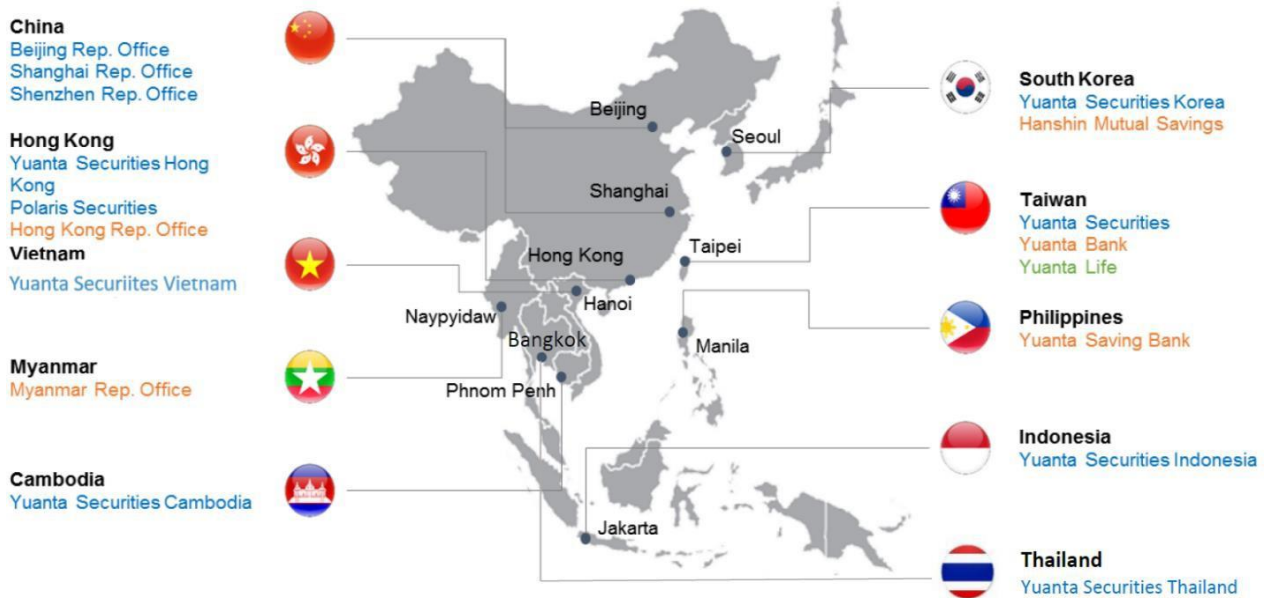 China
Beijing Rep. Office
Shanghai Rep. Office
Shenzhen Rep. Office
Hong Kong
Yuanta Securities Hong
Kong
Polaris Securities
Hong Kong Rep. Office
Vietnam
Yuanta Securiites Vietnam
Myanmar
Myanmar Rep. Office
Cambodia
Yuanta Securities Cambodia
Beijing
Seoul
Shanghai
Taipei
Hong Kong
Hanoi
Naypyidaw
Bangkok
Manila
Phnom Penh
Jakarta
South Korea
Yuanta Securities Korea
Hanshin Mutual Savings
Taiwan
Yuanta Securities
Yuanta Bank
Yuanta Life
Philippines
Yuanta Saving Bank
Indonesia
Yuanta Securities Indonesia
Thailand
Yuanta Securities Thailand